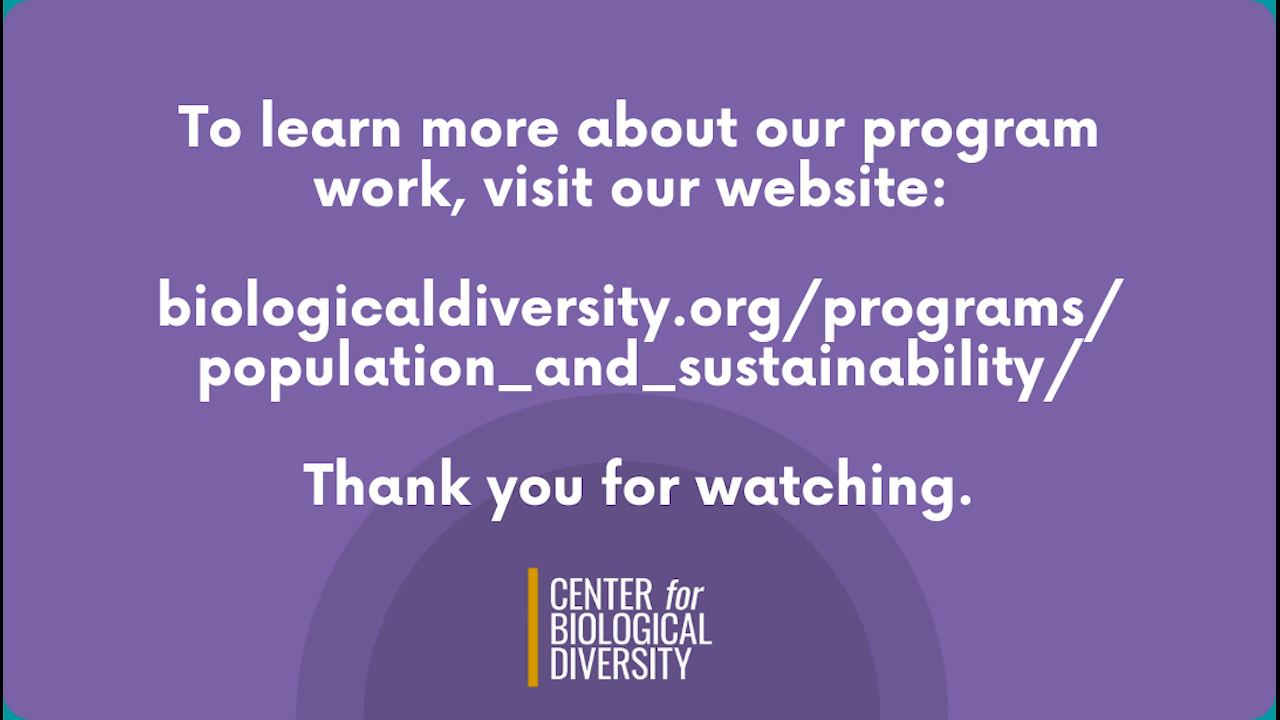 To learn more about our program
work, visit our website:
biologicaldiversity.org/programs/
population_and_sustainability/
Thank you for watching.
CENTER for
BIOLOGICAL
DIVERSITY